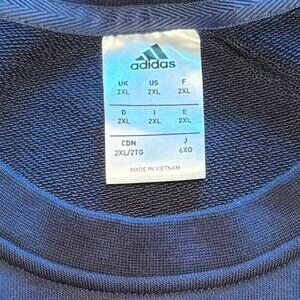 adidas
UK US F
2XL 2XL 2XL
D I E
2XL 2XL 2XL
CDN J
2XL/2TG 6XO
MADE IN VIETNAM